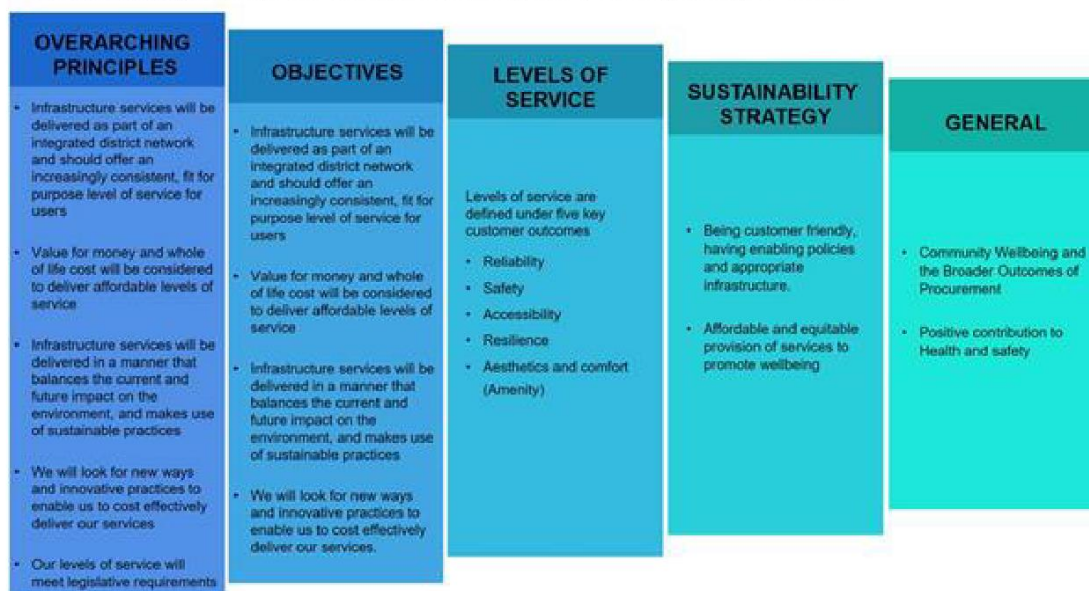 OVERARCHING
PRINCIPLES
• Infrastructure services will be
delivered as part of an
integrated district network
and should offer an
increasingly consistent, fit for
purpose level of service for
users
• Value for money and whole
of life cost will be considered
to deliver affordable levels of
service
• Infrastructure services will be
delivered in a manner that
balances the current and
future impact on the
environment, and makes use
of sustainable practices
• We will look for new ways
and innovative practices to
enable us to cost effectively
deliver our services
• Our levels of service will
meet legislative requirements
OBJECTIVES
• Infrastructure services will be
delivered as part of an
integrated district network
and should offer an
increasingly consistent, fit for
purpose level of service for
users
• Value for money and whole
of life cost will be considered
to deliver affordable levels of
service
• Infrastructure services will be
delivered in a manner that
balances the current and
future impact on the
environment, and makes use
of sustainable practices
• We will look for new ways
and innovative practices to
enable us to cost effectively
deliver our services.
LEVELS OF
SERVICE
Levels of service are
defined under five key
customer outcomes
• Reliability
• Safety
• Accessibility
• Resilience
• Aesthetics and comfort
(Amenity)
SUSTAINABILITY
STRATEGY
• Being customer friendly,
having enabling policies
and appropriate
infrastructure.
• Affordable and equitable
provision of services to
promote wellbeing
GENERAL
• Community Wellbeing and
the Broader Outcomes of
Procurement
• Positive contribution to
Health and safety